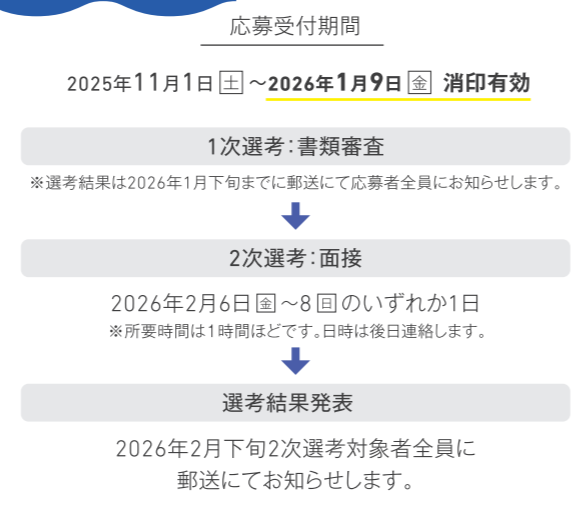 応募受付期間
2025年11月1日 土 ～2026年1月9日 金 消印有効
1次選考：書類審査
※選考結果は2026年1月下旬までに郵送にて応募者全員にお知らせします。
2次選考：面接
2026年2月6日 金 ～8 日 のいずれか1日
※所要時間は1時間ほどです。日時は後日連絡します。
選考結果発表
2026年2月下旬2次選考対象者全員に
郵送にてお知らせします。